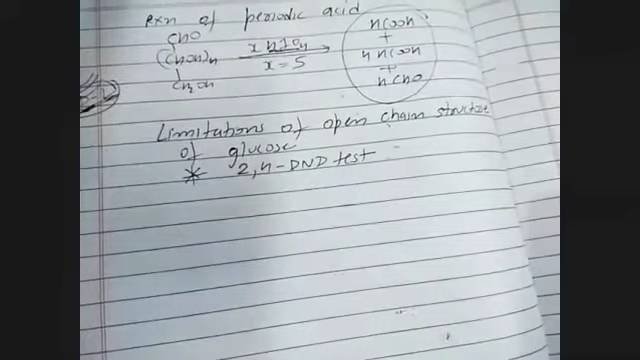 rxn of periodic acid
CHO
(CHOH)4 x HIO4 HCOOH
x = 5 +
CH2OH 4 HCOOH
+
HCHO
Limitations of open chain structure
of glucose
* 2,4-DNP test